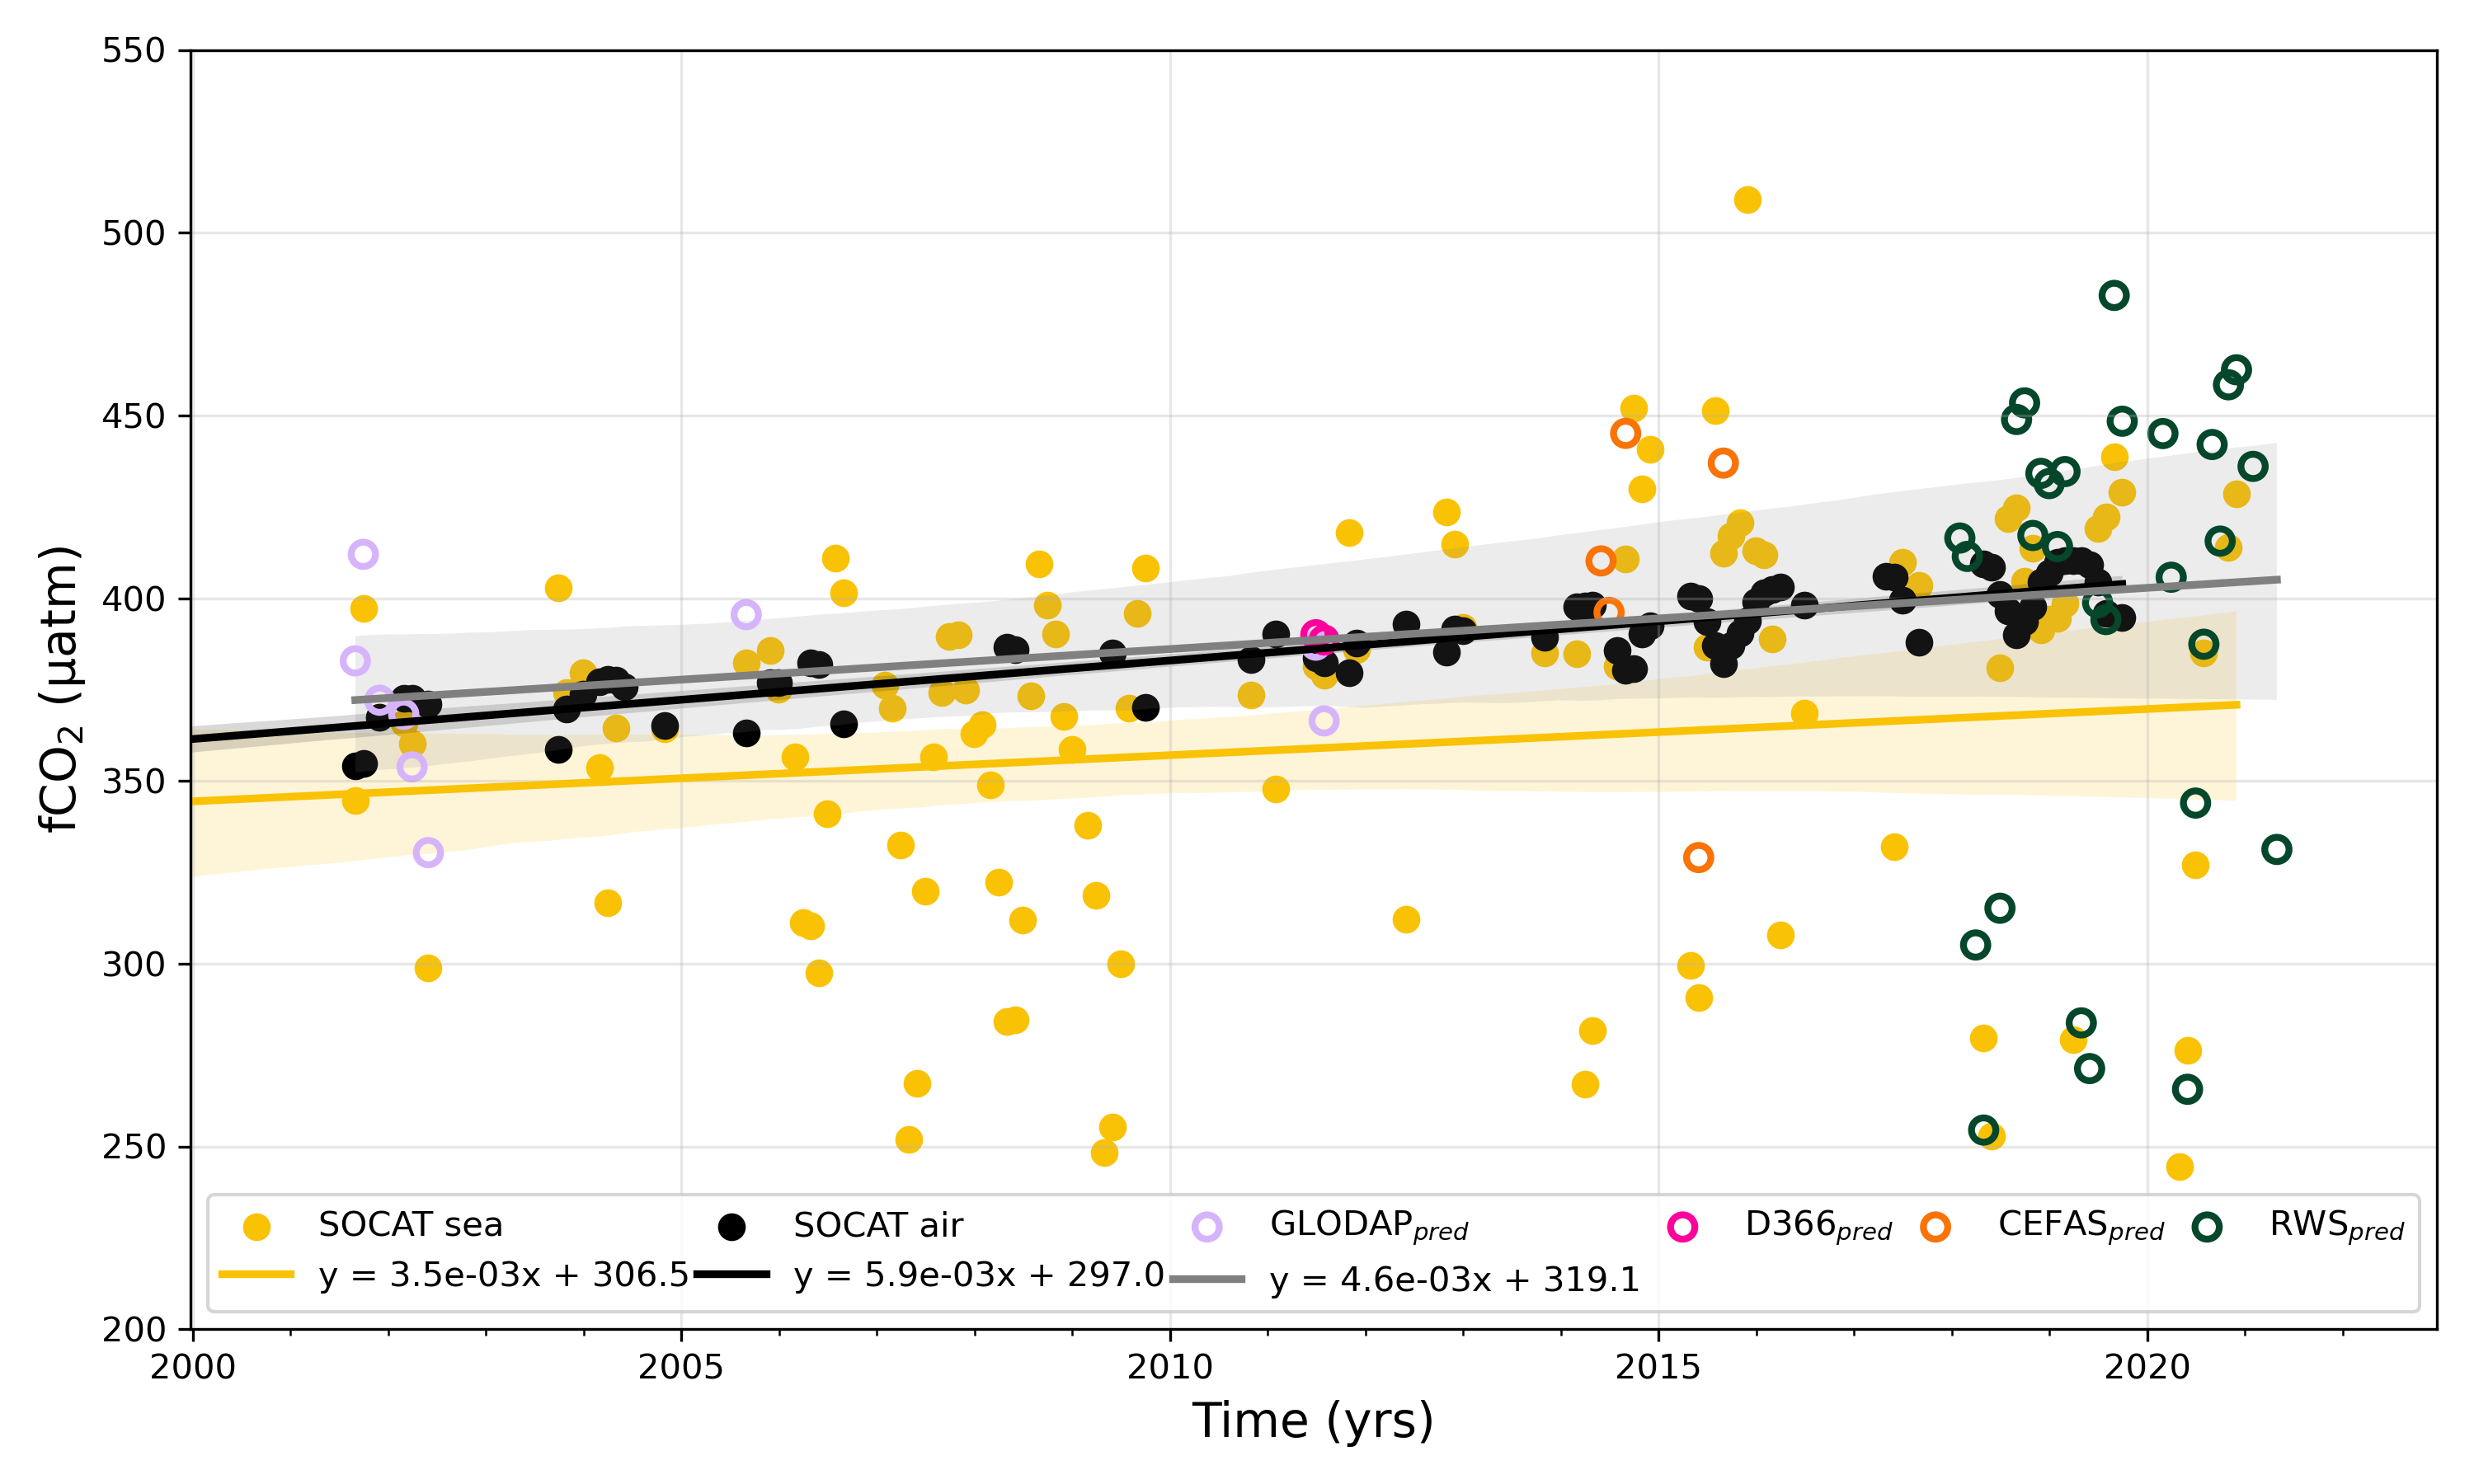 550
500
450
400
350
300
250
200
fCO₂ (µatm)
SOCAT sea
SOCAT air
GLODAPpred
D366pred
CEFASpred
RWSpred
y = 3.5e-03x + 306.5
y = 5.9e-03x + 297.0
y = 4.6e-03x + 319.1
2000
2005
2010
2015
2020
Time (yrs)